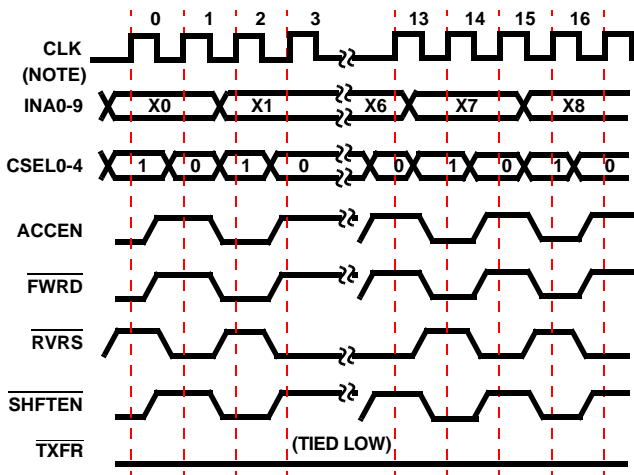 0 1 2 3 13 14 15 16
CLK
(NOTE)
INA0-9 X0 X1 X6 X7 X8
CSEL0-4 1 0 1 0 0 1 0 1 0
ACCEN
FWRD
RVRS
SHFTEN
TXFR (TIED LOW)